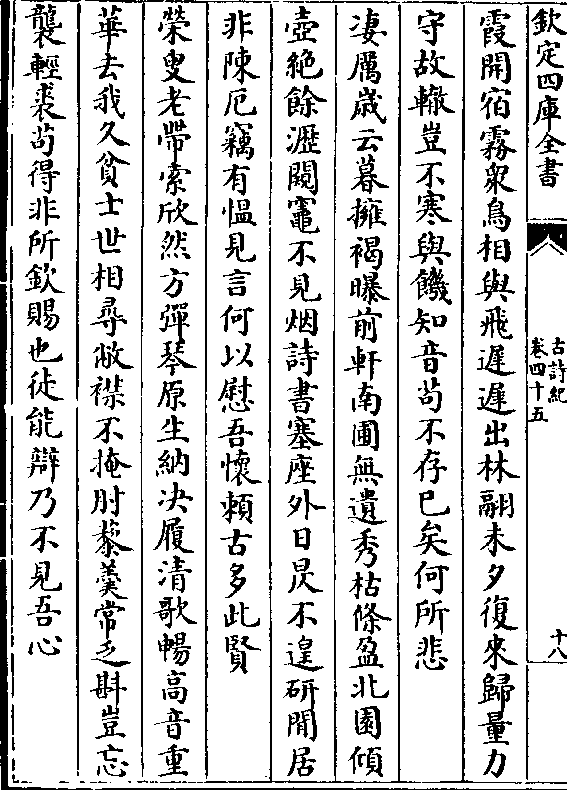 欽定四庫全書
古詩紀
卷四十五
十八
霞開宿霧衆鳥相與飛遲遲出林翮未夕復來歸量力
守故轍豈不寒與饑知音苟不存已矣何所悲
凄厲歳云暮擁褐曝前軒南圃無遺秀枯條盈北園傾
壺絶餘瀝闚竈不見烟詩書塞座外日昃不遑研閒居
非陳厄竊有愠見言何以慰吾懷頼古多此賢
榮叟老帶索欣然方彈琴原生納决履清歌暢高音重
華去我久貧士世相尋敝襟不掩肘藜羮常乏斟豈忘
襲輕裘苟得非所欽賜也徒能辯乃不見吾心